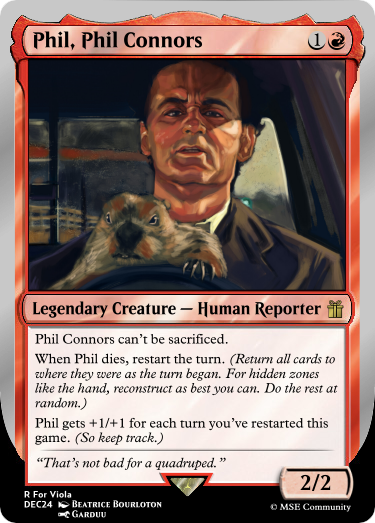 Phil, Phil Connors
1
Legendary Creature — Human Reporter
Phil Connors can't be sacrificed.
When Phil dies, restart the turn. (Return all cards to
where they were as the turn began. For hidden zones
like the hand, reconstruct as best you can. Do the rest at
random.)
Phil gets +1/+1 for each turn you've restarted this
game. (So keep track.)
"That's not bad for a quadruped."
2/2
R For Viola
DEC24 Beatrice Bourloton
Garduu
© MSE Community